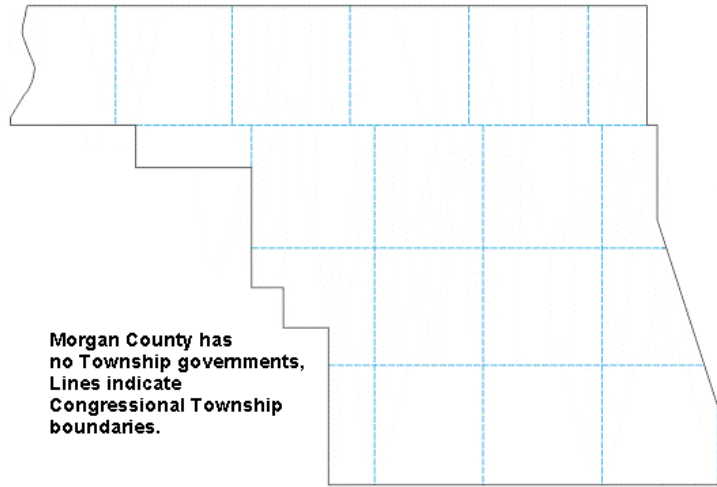 Morgan County has
no Township governments,
Lines indicate
Congressional Township
boundaries.